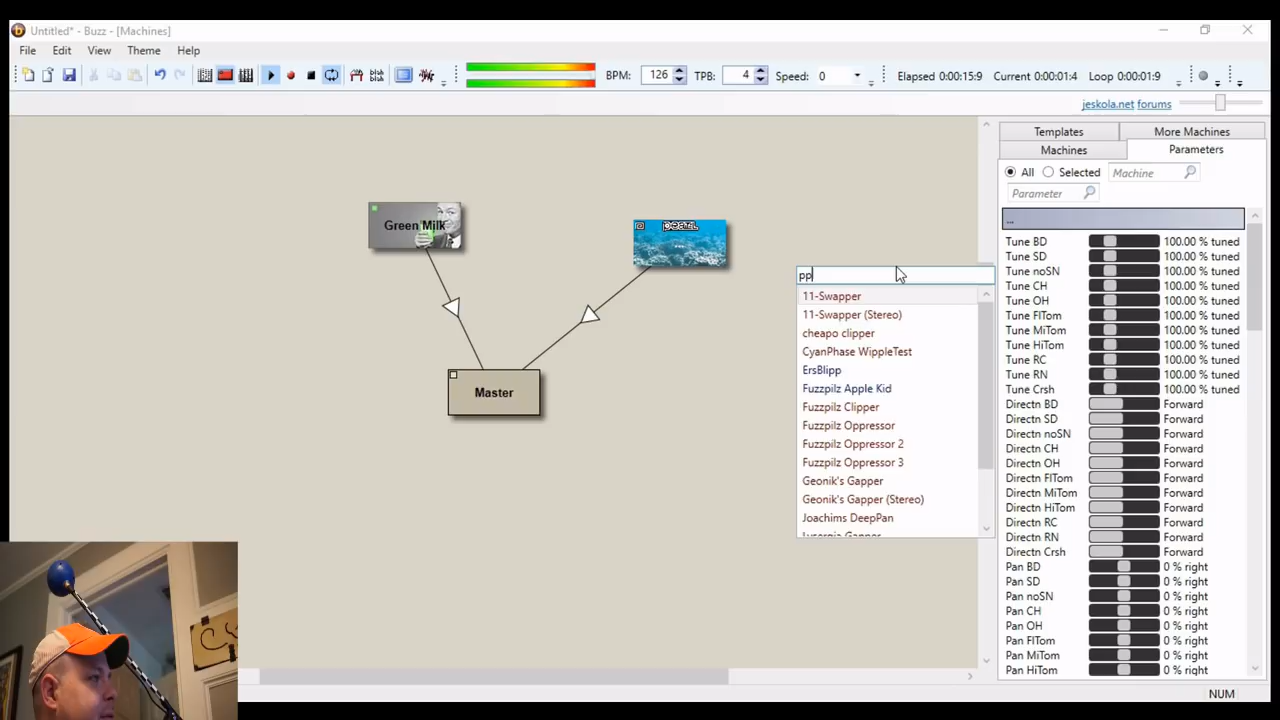 Untitled* - Buzz - [Machines]
File Edit View Theme Help
BPM: 126 TPB: 4 Speed: 0 Elapsed 0:00:15:9 Current 0:00:01:4 Loop 0:00:01:9
jeskola.net forums
Templates More Machines
Machines Parameters
All Selected Machine
Parameter
...
Green Milk
pearl
Master
pp
11-Swapper
11-Swapper (Stereo)
cheapo clipper
CyanPhase WippleTest
ErsBlipp
Fuzzpilz Apple Kid
Fuzzpilz Clipper
Fuzzpilz Oppressor
Fuzzpilz Oppressor 2
Fuzzpilz Oppressor 3
Geonik's Gapper
Geonik's Gapper (Stereo)
Joachims DeepPan
Tune BD 100.00 % tuned
Tune SD 100.00 % tuned
Tune noSN 100.00 % tuned
Tune CH 100.00 % tuned
Tune OH 100.00 % tuned
Tune FlTom 100.00 % tuned
Tune MiTom 100.00 % tuned
Tune HiTom 100.00 % tuned
Tune RC 100.00 % tuned
Tune RN 100.00 % tuned
Tune Crsh 100.00 % tuned
Directn BD Forward
Directn SD Forward
Directn noSN Forward
Directn CH Forward
Directn OH Forward
Directn FlTom Forward
Directn MiTom Forward
Directn HiTom Forward
Directn RC Forward
Directn RN Forward
Directn Crsh Forward
Pan BD 0 % right
Pan SD 0 % right
Pan noSN 0 % right
Pan CH 0 % right
Pan OH 0 % right
Pan FlTom 0 % right
Pan MiTom 0 % right
Pan HiTom 0 % right
NUM